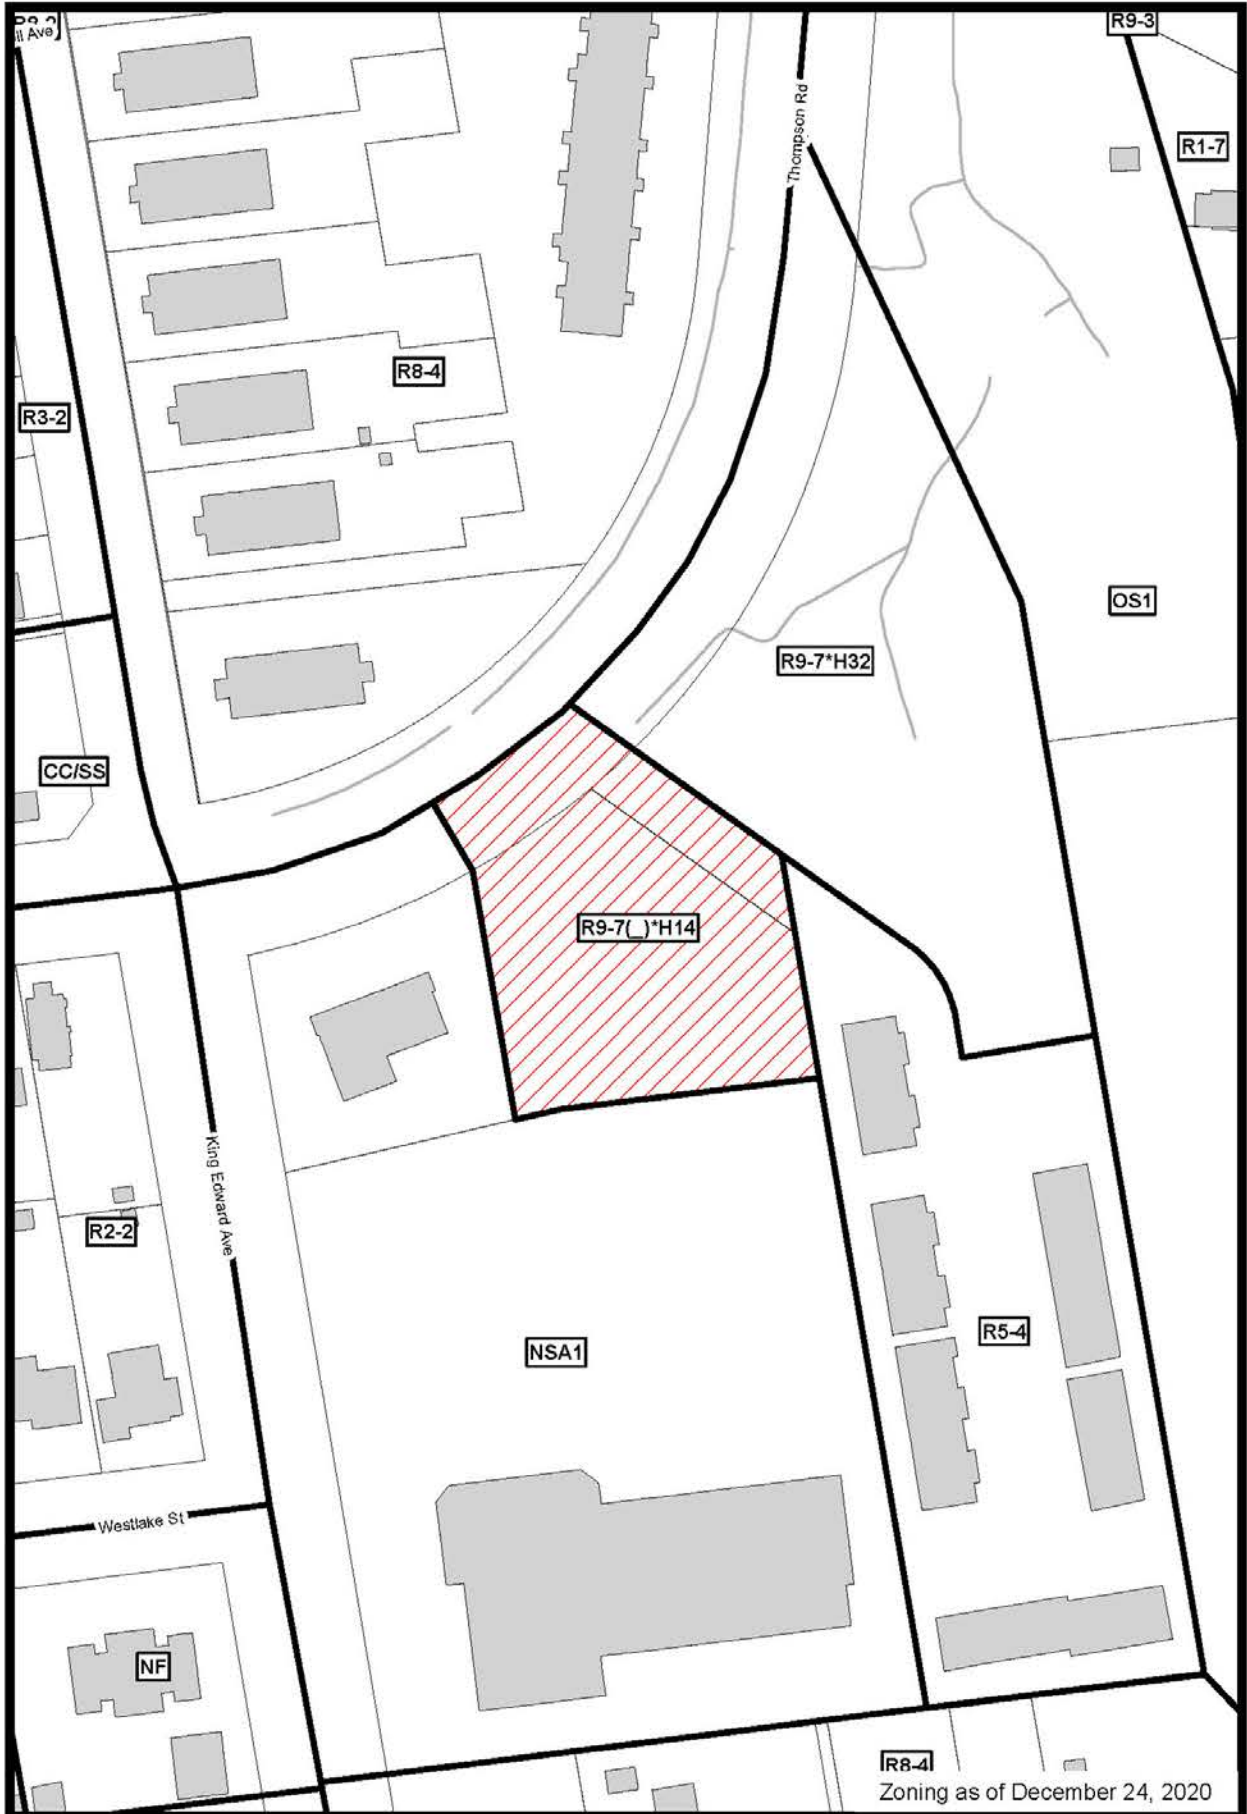 ll Ave
R9-3
Thompson Rd
R1-7
R8-4
R3-2
OS1
R9-7*H32
CC/SS
R9-7(_)*H14
King Edward Ave
R2-2
R5-4
NSA1
Westlake St
NF
R8-4
Zoning as of December 24, 2020